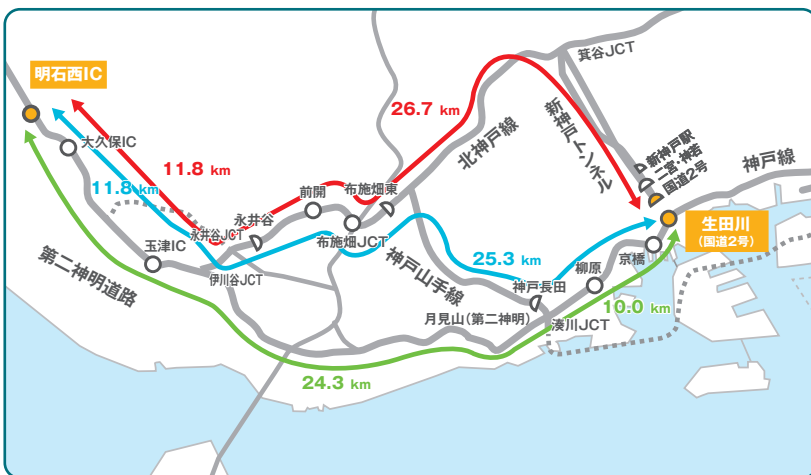 箕谷JCT
明石西IC
26.7 km
大久保IC
新神戸トンネル
北神戸線
新神戸駅
二宮・神若
国道2号
神戸線
11.8 km
11.8 km
前開
布施畑東
永井谷
永井谷JCT
布施畑JCT
生田川
(国道2号)
玉津IC
伊川谷JCT
神戸山手線
25.3 km
京橋
柳原
第二神明道路
神戸長田
10.0 km
月見山(第二神明)
湊川JCT
24.3 km